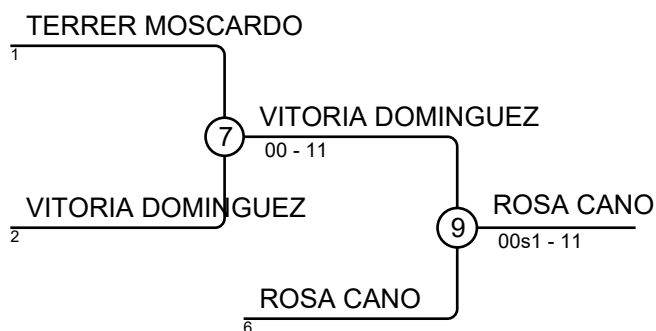 TERRER MOSCARDO
1
7
VITORIA DOMINGUEZ
00 - 11
VITORIA DOMINGUEZ
2
9
ROSA CANO
00s1 - 11
ROSA CANO
6